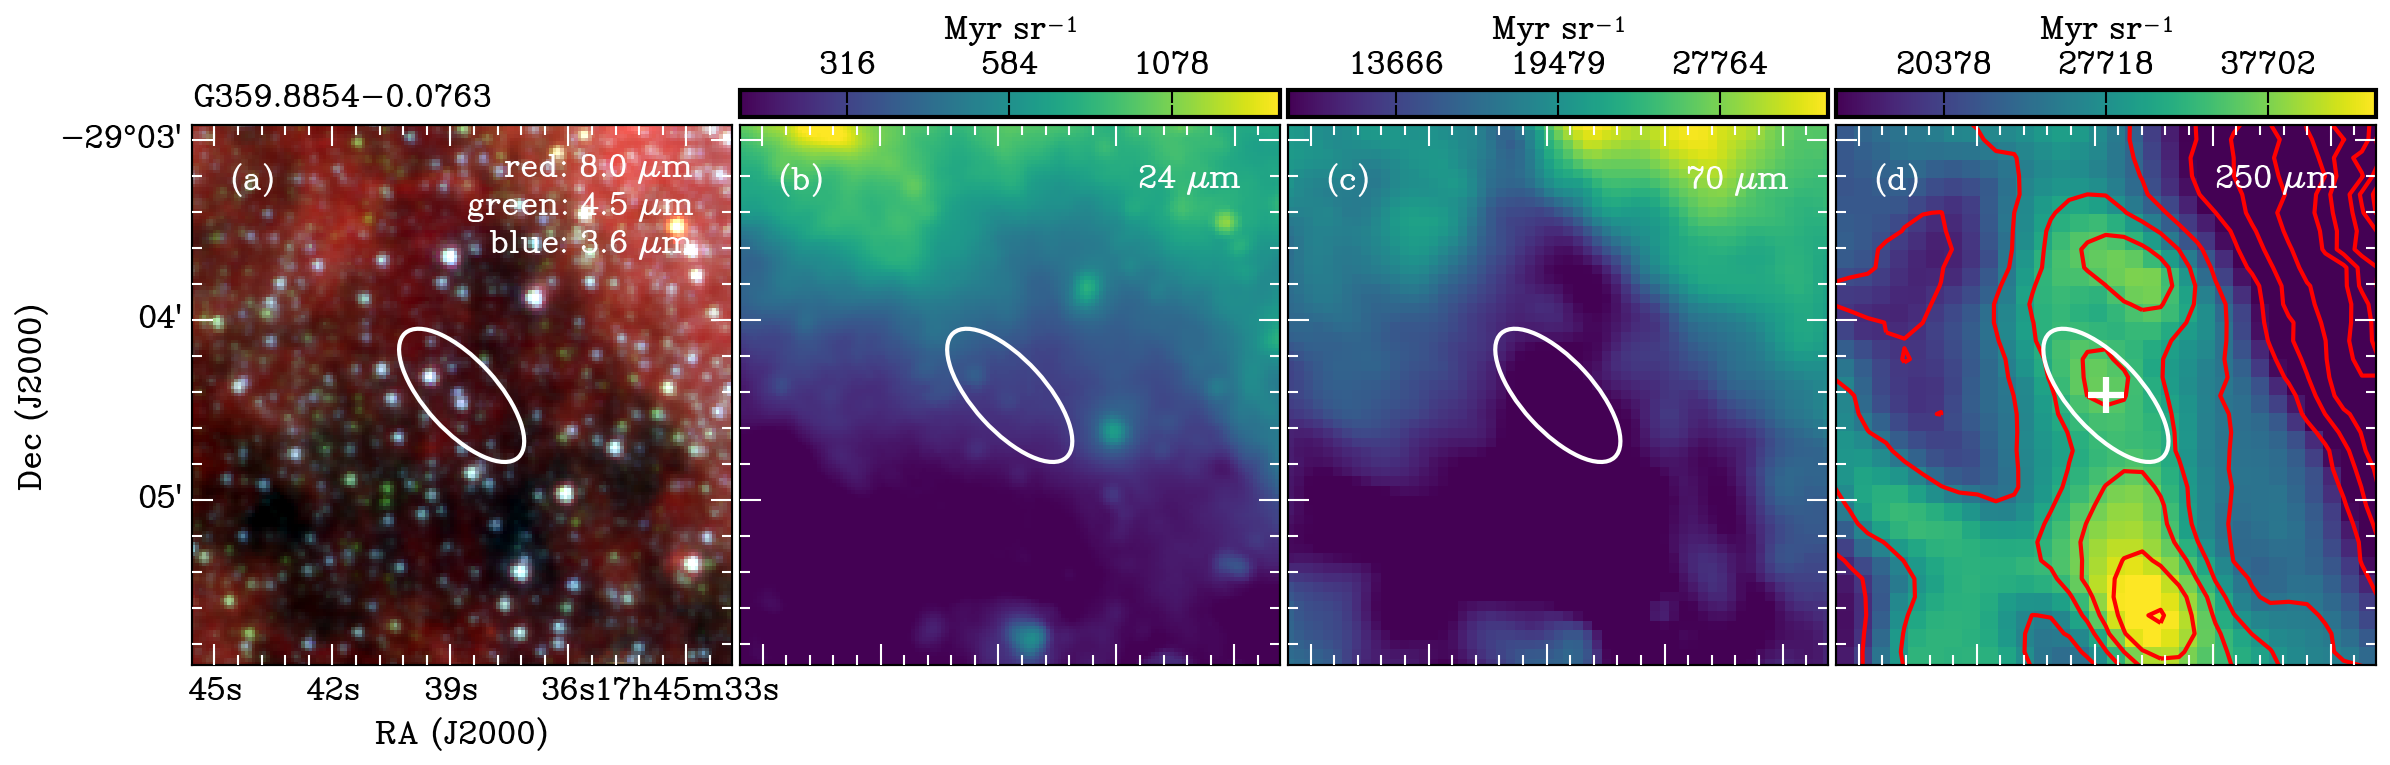 Myr sr⁻¹ Myr sr⁻¹ Myr sr⁻¹
316 584 1078 13666 19479 27764 20378 27718 37702
G359.8854−0.0763
−29°03'
04'
05'
Dec (J2000)
(a)
red: 8.0 μm
green: 4.5 μm
blue: 3.6 μm
(b) 24 μm
(c) 70 μm
(d) 250 μm
45s 42s 39s 36s 17h45m33s
RA (J2000)